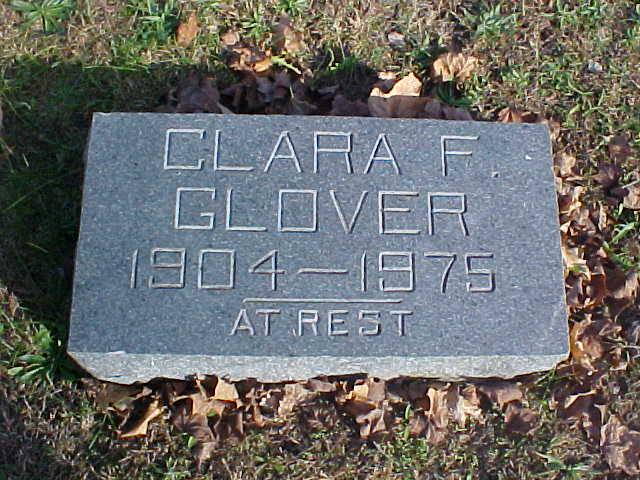 CLARA F
GLOVER
1904—1975
AT REST